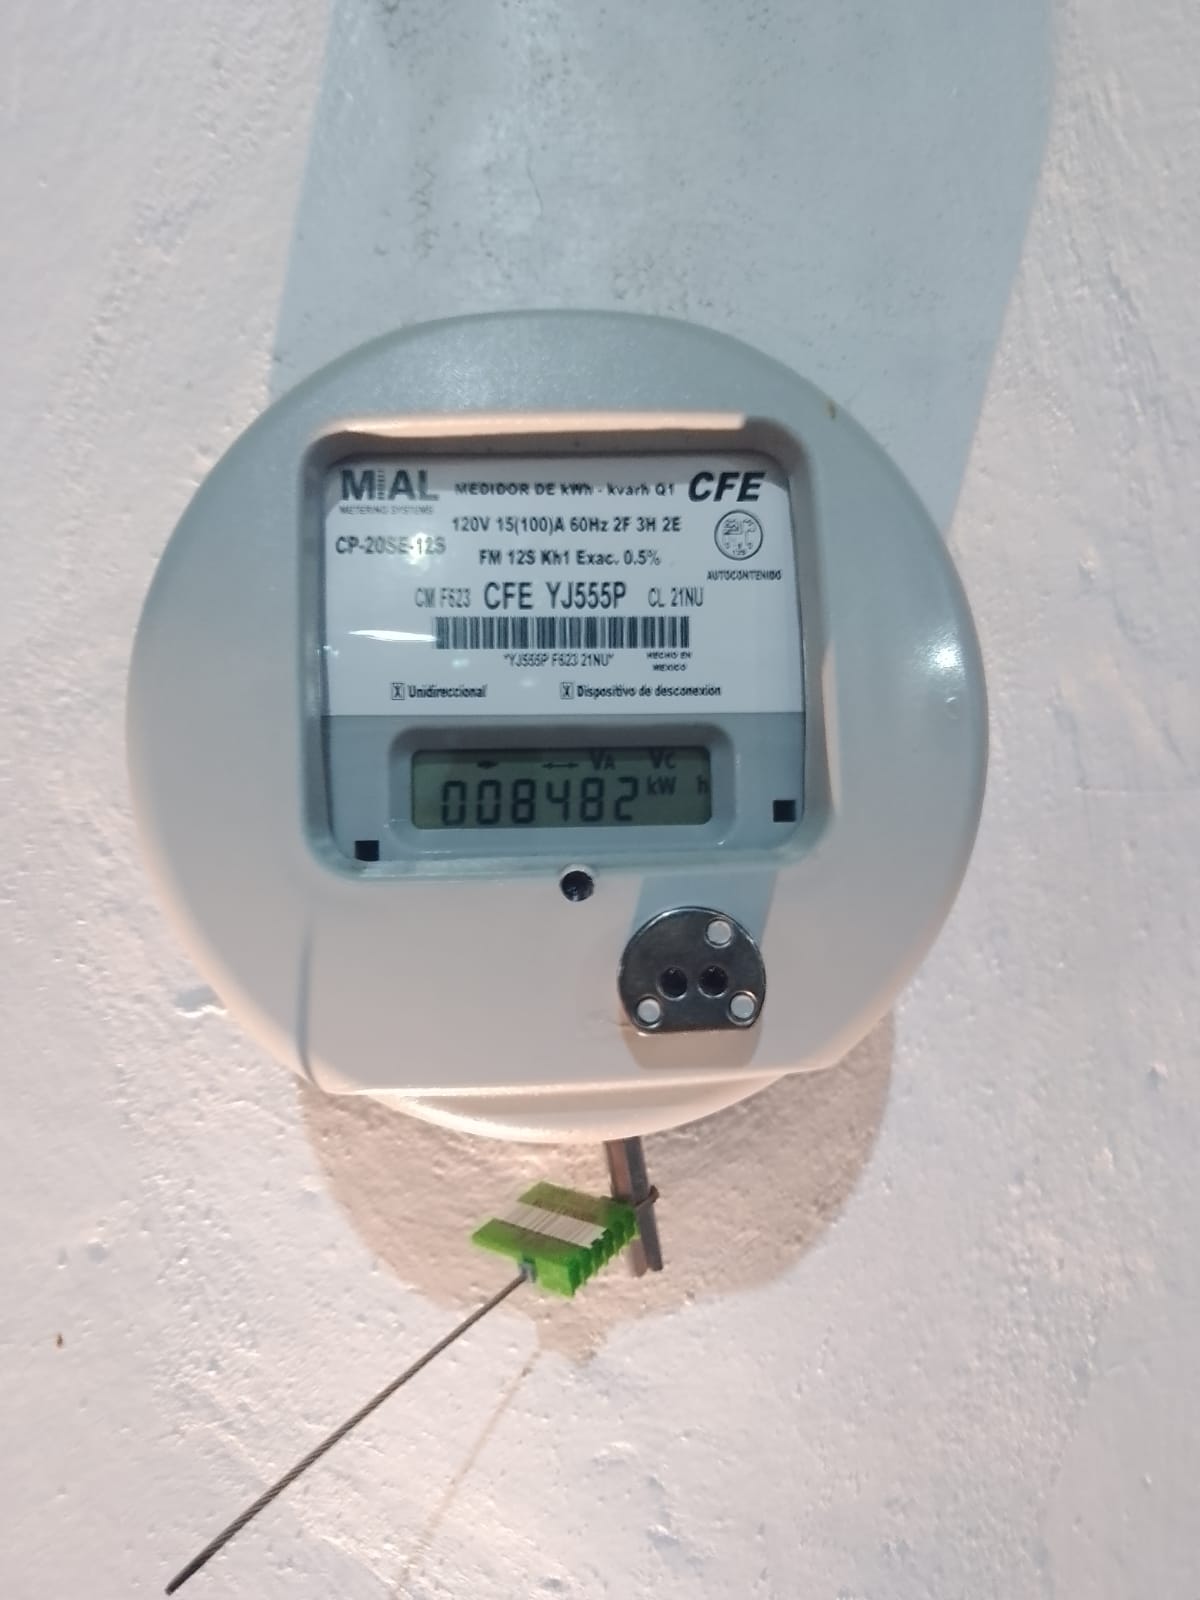 MIAL MEDIDOR DE kWh - kvarh Q1 CFE
METERING SYSTEMS
120V 15(100)A 60Hz 2F 3H 2E
CP-20SE-12S
FM 12S Kh1 Exac. 0.5%
AUTOCONTENIDO
CM F623 CFE YJ555P CL 21NU
"YJ555P F623 21NU" HECHO EN
MEXICO
X Unidireccional X Dispositivo de desconexión
VA VC
008482 kW h